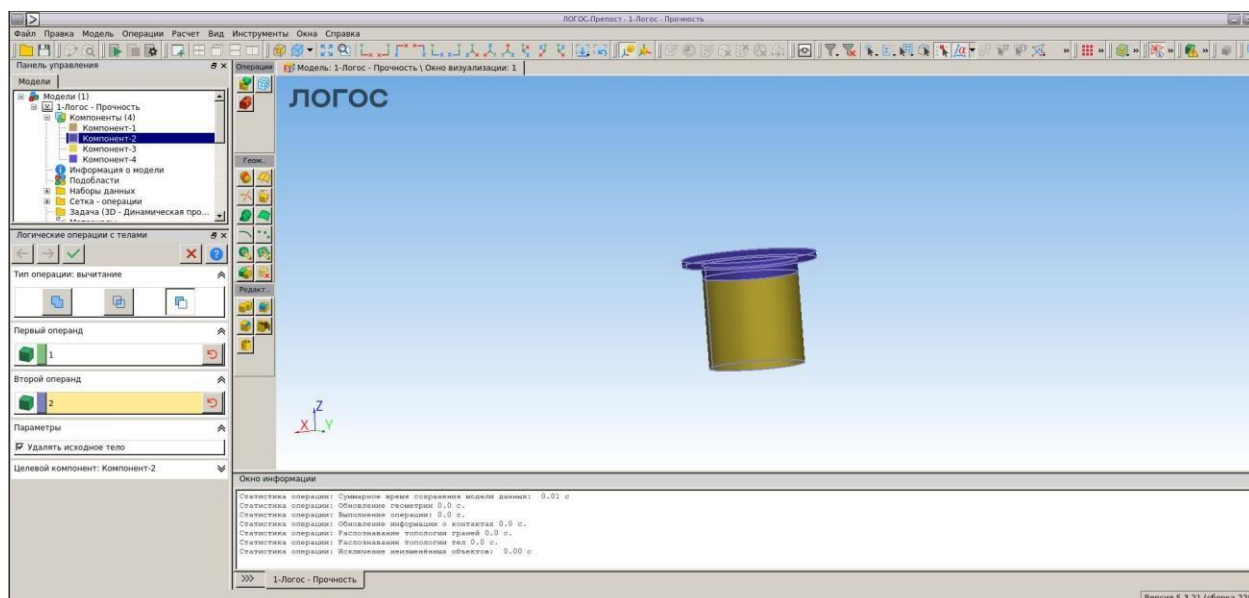 ЛОГОС-Препост - 1-Логос - Прочность
Файл Правка Модель Операции Расчет Вид Инструменты Окна Справка
Панель управления
Операции
Модель: 1-Логос - Прочность \ Окно визуализации: 1
Модели
Модели (1)
1-Логос - Прочность
Компоненты (4)
Компонент-1
Компонент-2
Компонент-3
Компонент-4
Информация о модели
Подобласти
Наборы данных
Сетка - операции
Задача (3D - Динамическая про...
ЛОГОС
Геом...
Редакт...
Логические операции с телами
Тип операции: вычитание
Первый операнд
1
Второй операнд
2
Параметры
Удалять исходное тело
Целевой компонент: Компонент-2
Z
X
Y
Окно информации
Статистика операции: Суммарное время сохранения модели данных: 0.01 с
Статистика операции: Обновление геометрии 0.0 с.
Статистика операции: Выполнение операции: 0.0 с.
Статистика операции: Обновление информации о контактах 0.0 с.
Статистика операции: Распознавание топологии граней 0.0 с.
Статистика операции: Распознавание топологии тел 0.0 с.
Статистика операции: Исключение неизменённых объектов: 0.00 с
1-Логос - Прочность
Версия 5.3.21 (сборка